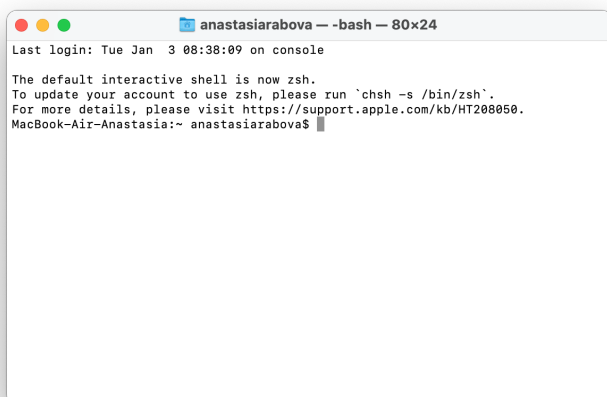 anastasiarabova — -bash — 80×24
Last login: Tue Jan  3 08:38:09 on console
The default interactive shell is now zsh.
To update your account to use zsh, please run `chsh -s /bin/zsh`.
For more details, please visit https://support.apple.com/kb/HT208050.
MacBook-Air-Anastasia:~ anastasiarabova$